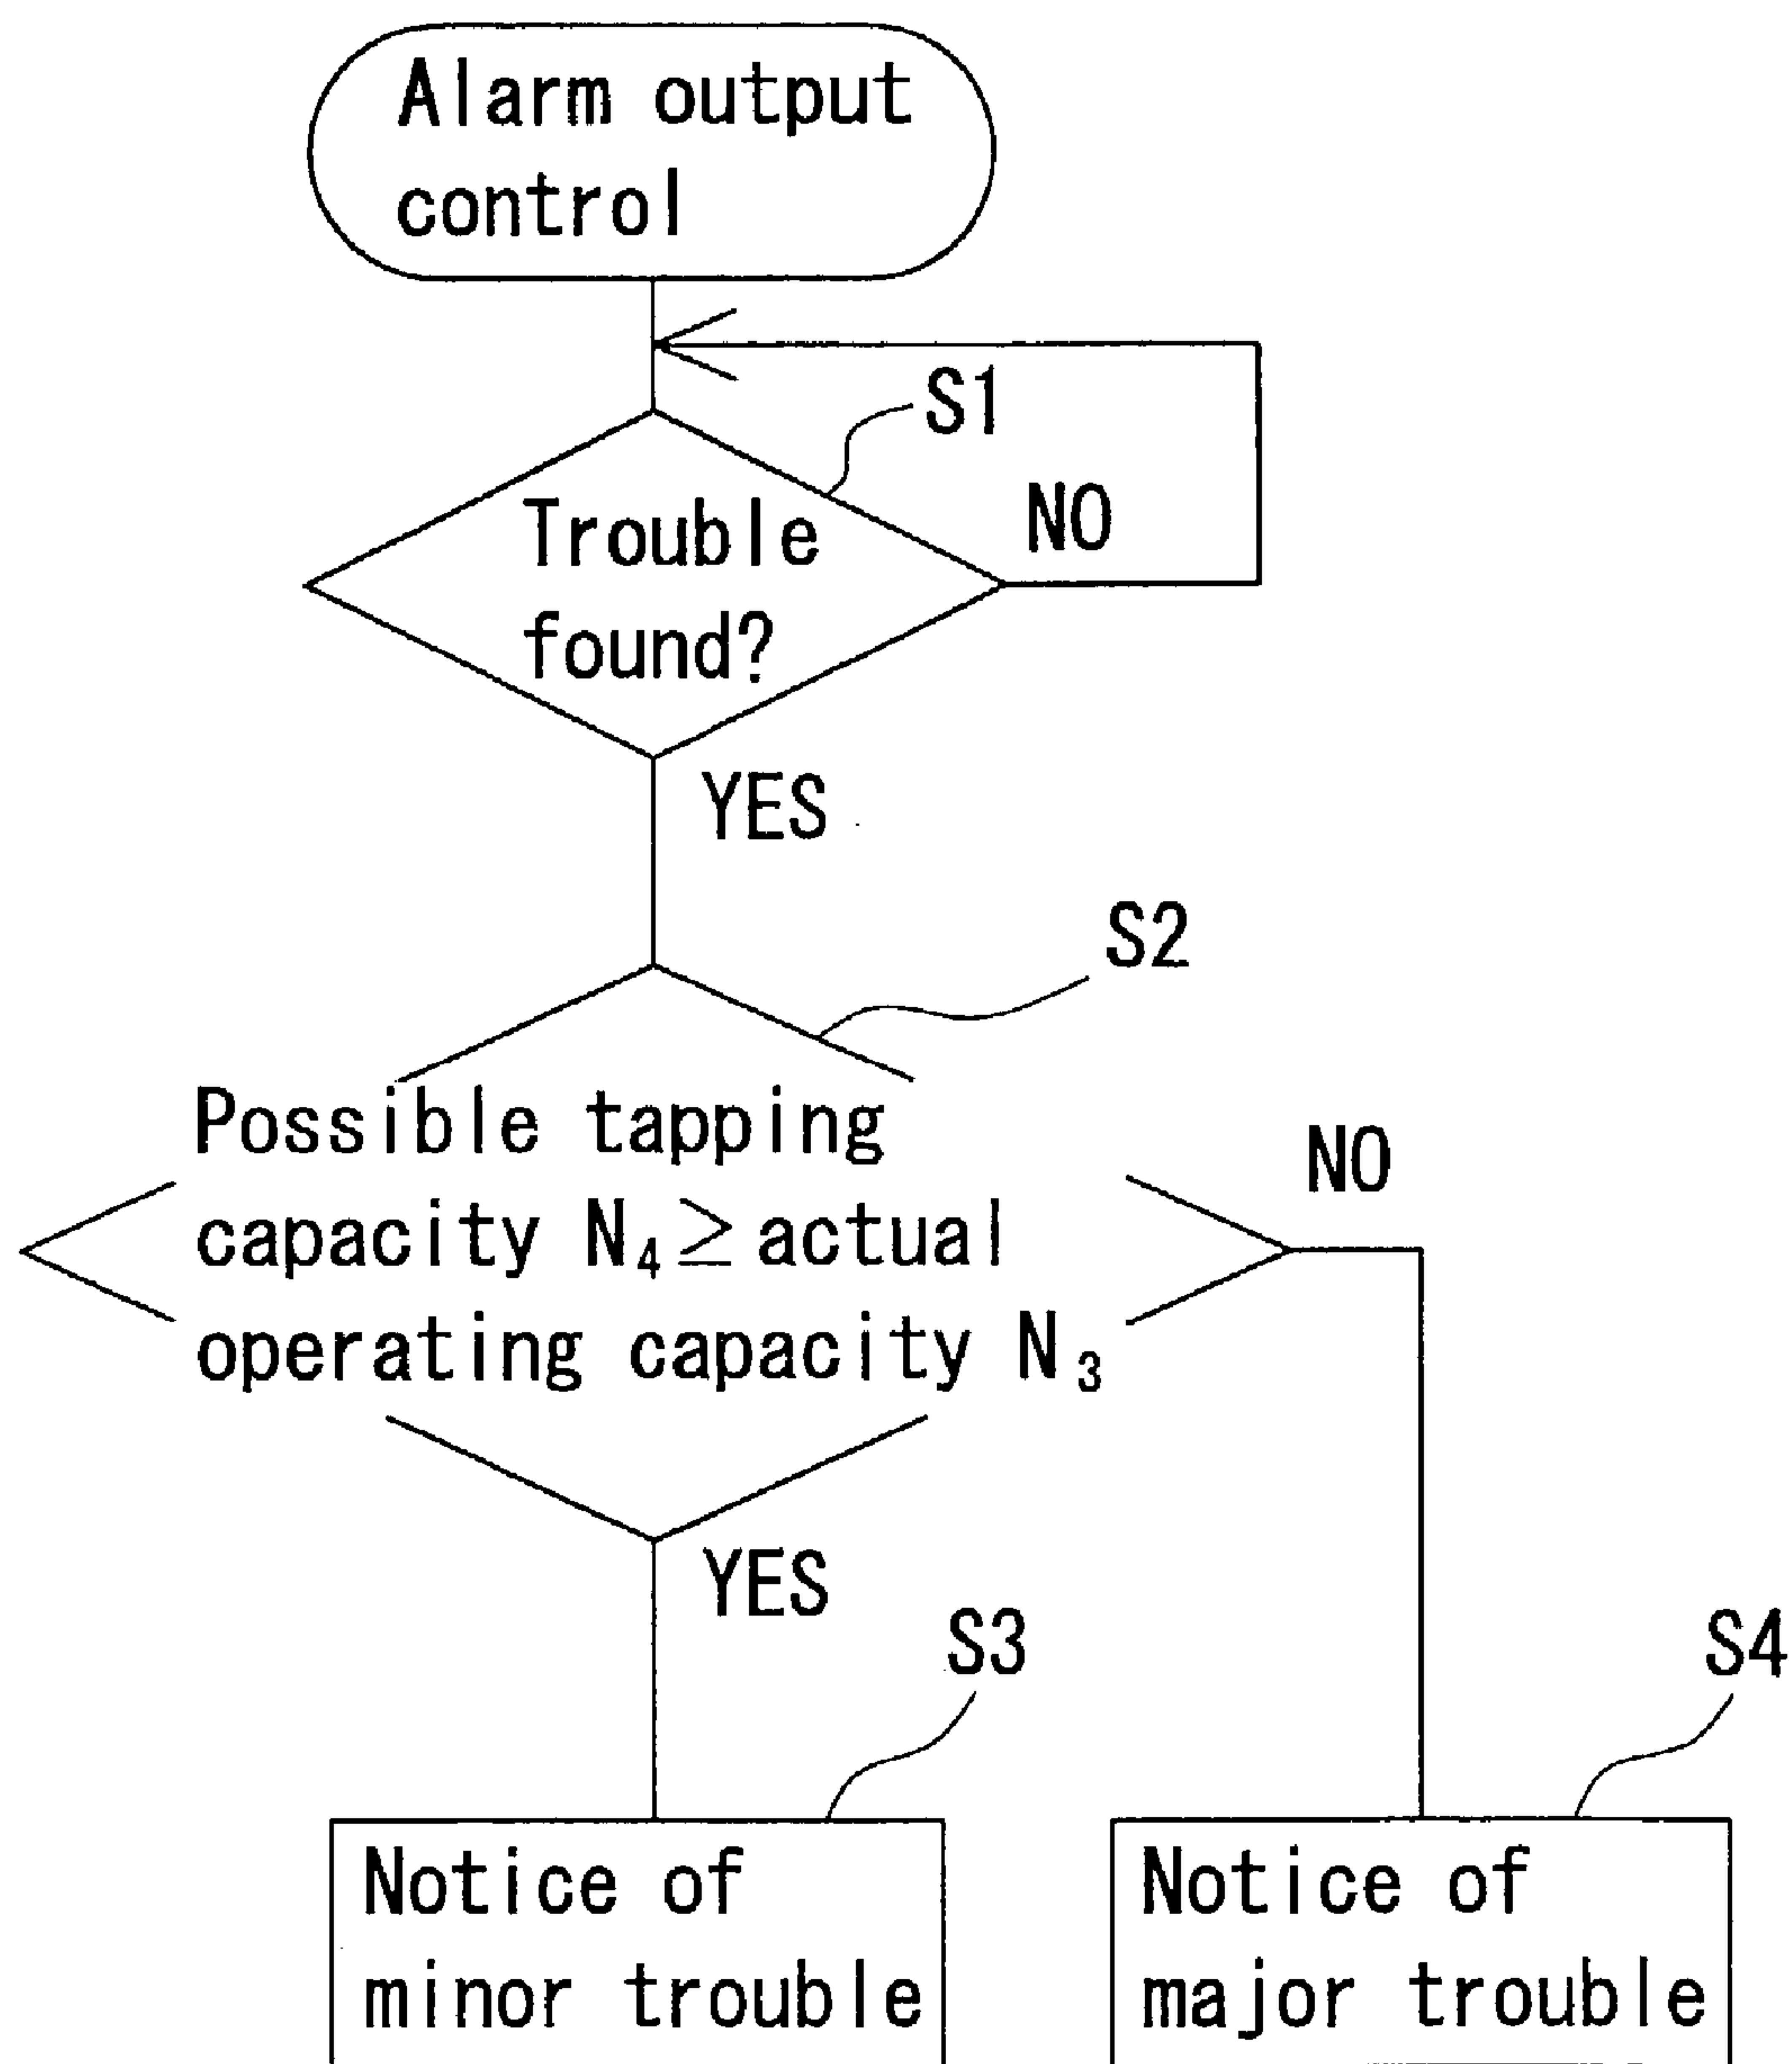 Alarm output
control
S1
NO
Trouble
found?
YES
S2
Possible tapping
capacity N₄≥actual
operating capacity N₃
NO
YES
S3
S4
Notice of
minor trouble
Notice of
major trouble